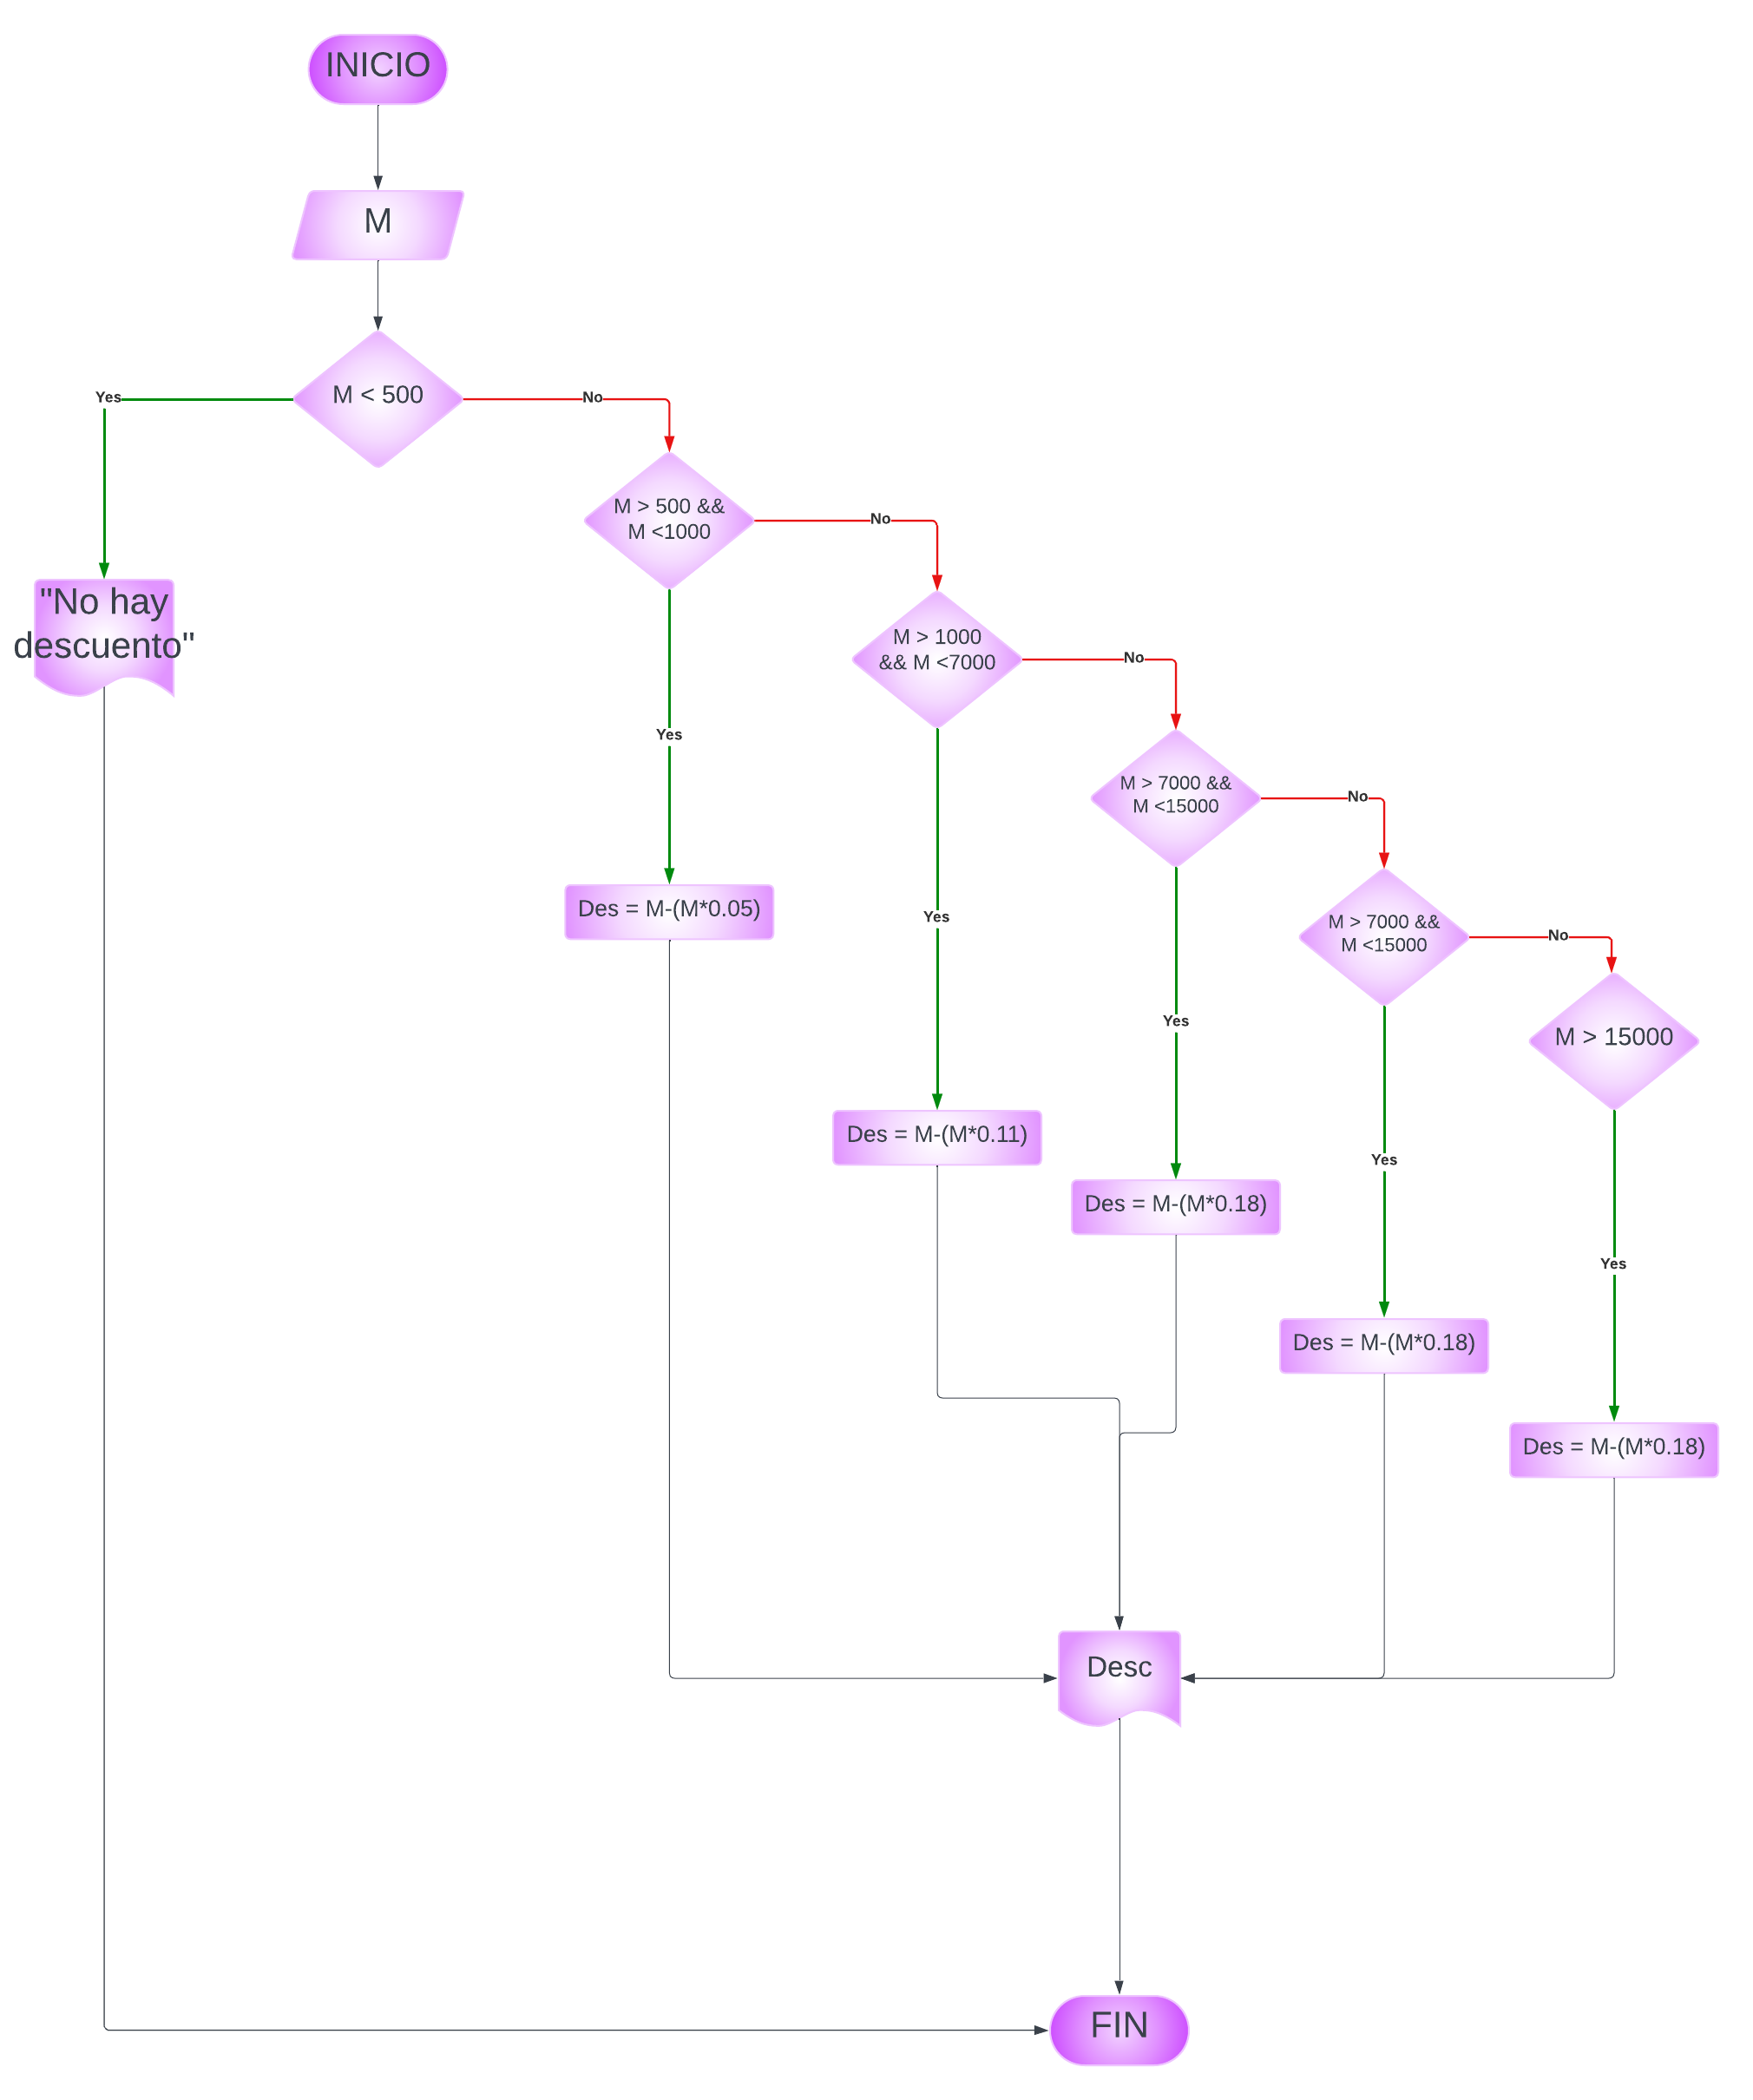 INICIO
M
M < 500
Yes
No
M > 500 &&
M <1000
No
"No hay
descuento"
M > 1000
&& M <7000
No
Yes
M > 7000 &&
M <15000
No
Des = M-(M*0.05)
Yes
M > 7000 &&
M <15000
No
Yes
M > 15000
Des = M-(M*0.11)
Yes
Des = M-(M*0.18)
Yes
Des = M-(M*0.18)
Des = M-(M*0.18)
Desc
FIN